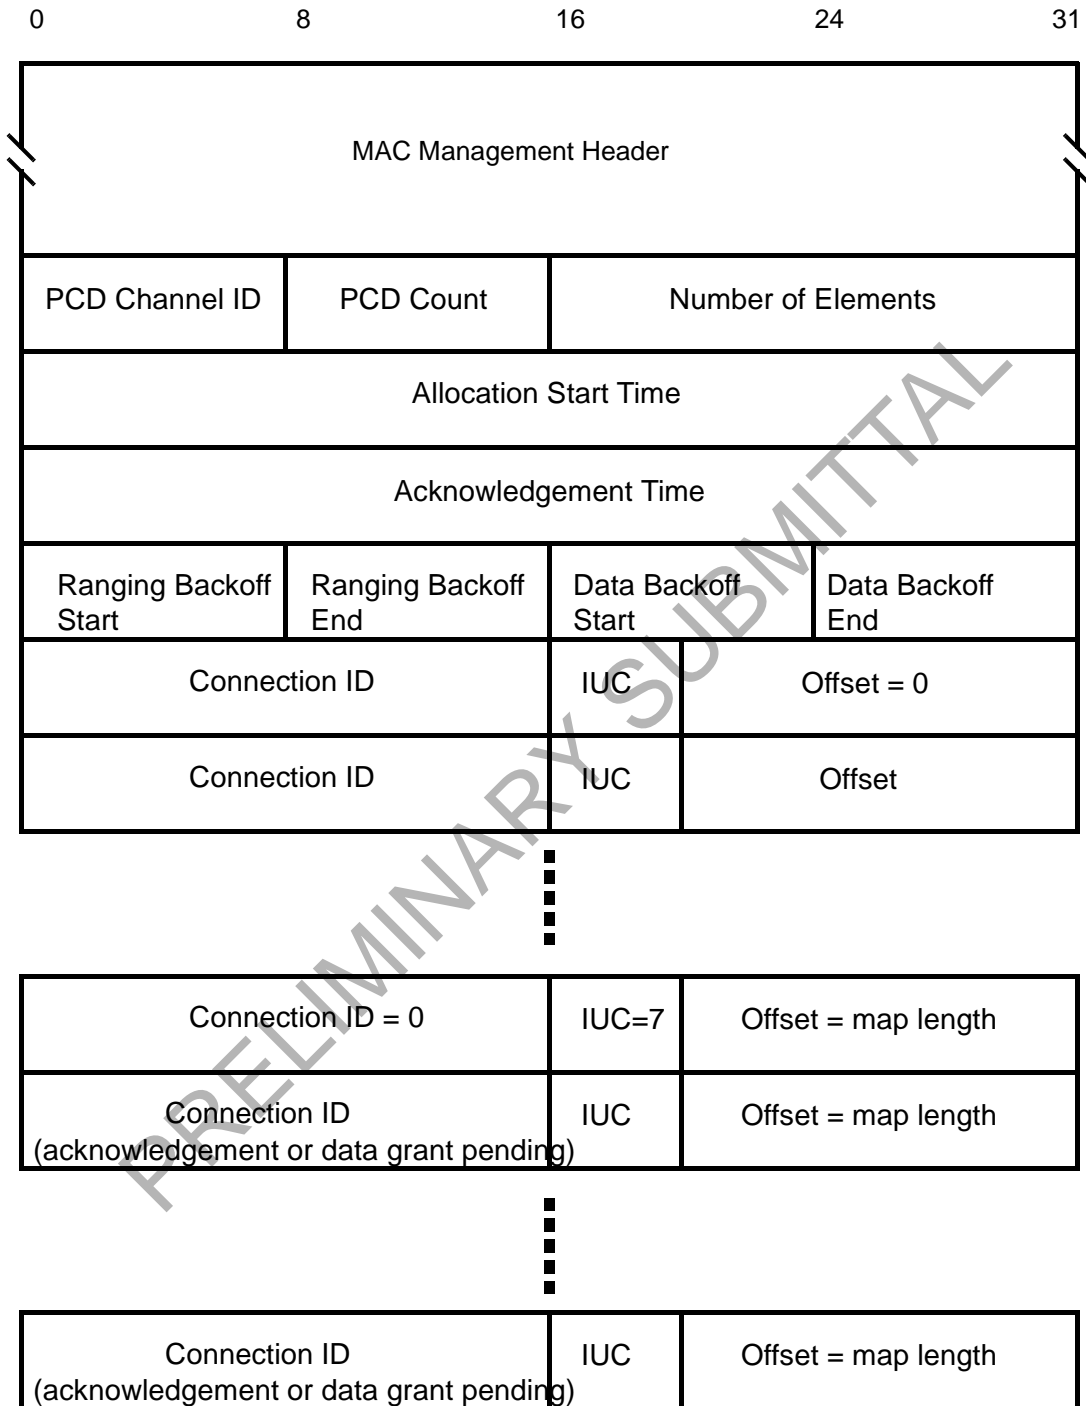 0 8 16 24 31
MAC Management Header
PCD Channel ID PCD Count Number of Elements
Allocation Start Time
Acknowledgement Time
Ranging Backoff Start Ranging Backoff End Data Backoff Start Data Backoff End
Connection ID IUC Offset = 0
Connection ID IUC Offset
Connection ID = 0 IUC=7 Offset = map length
Connection ID IUC Offset = map length
(acknowledgement or data grant pending)
Connection ID IUC Offset = map length
(acknowledgement or data grant pending)
PRELIMINARY SUBMITTAL